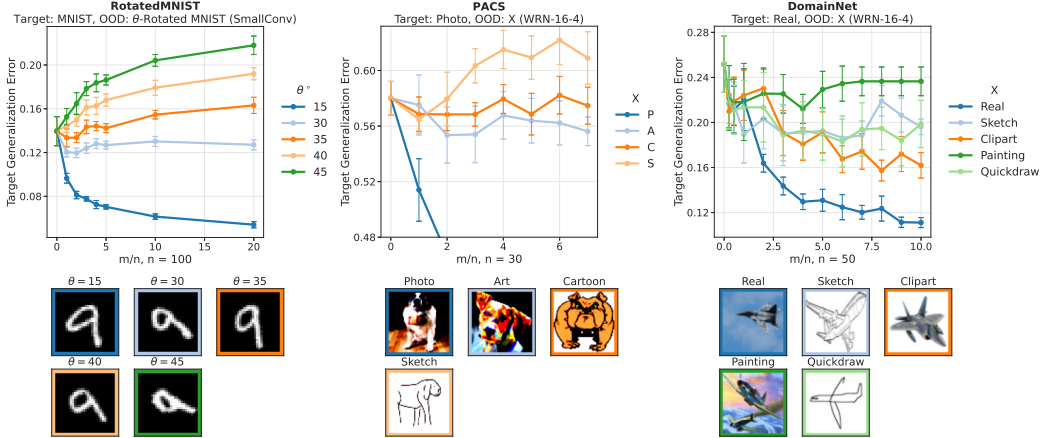 RotatedMNIST
Target: MNIST, OOD: θ-Rotated MNIST (SmallConv)
Target Generalization Error
0.20
0.16
0.12
0.08
0 5 10 15 20
m/n, n = 100
θ°
15
30
35
40
45
PACS
Target: Photo, OOD: X (WRN-16-4)
Target Generalization Error
0.60
0.56
0.52
0.48
0 2 4 6
m/n, n = 30
X
P
A
C
S
DomainNet
Target: Real, OOD: X (WRN-16-4)
Target Generalization Error
0.28
0.24
0.20
0.16
0.12
0.0 2.5 5.0 7.5 10.0
m/n, n = 50
X
Real
Sketch
Clipart
Painting
Quickdraw
θ = 15 θ = 30 θ = 35
θ = 40 θ = 45
Photo Art Cartoon
Sketch
Real Sketch Clipart
Painting Quickdraw